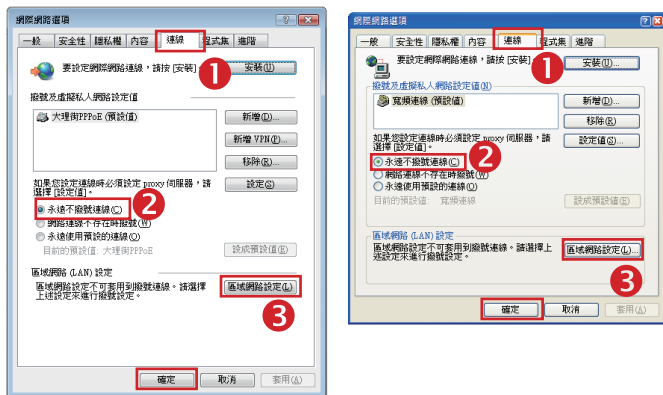 網際網路選項
一般 安全性 隱私權 內容 連線 程式集 進階
要設定網際網路連線，請按 [安裝]
安裝(U)
1
撥號及虛擬私人網路設定值
大理街PPPoE (預設值)
新增(D)...
新增 VPN(P)...
移除(R)...
如果您設定連線時必須設定 proxy 伺服器，請
選擇 [設定值]。
設定(S)
永遠不撥號連線(C)
2
網路連線不存在時撥號(W)
永遠使用預設的連線(O)
目前的預設值: 大理街PPPoE
設成預設值(E)
區域網路 (LAN) 設定
區域網路設定不可套用到撥號連線。請選擇
上述設定來進行撥號設定。
區域網路設定(L)
3
確定 取消 套用(A)
網際網路選項
一般 安全性 隱私權 內容 連線 程式集 進階
要設定網際網路連線，請按 [安裝]
安裝(U)...
1
撥號及虛擬私人網路設定值(N)
寬頻連線 (預設值)
新增(D)...
移除(R)
如果您設定連線時必須設定 proxy 伺服器，請
選擇 [設定值]。
設定值(S)...
永遠不撥號連線(C)
2
網路連線不存在時撥號(W)
永遠使用預設的連線(O)
目前的預設值: 寬頻連線
設成預設值(E)
區域網路 (LAN) 設定
區域網路設定不可套用到撥號連線。請選擇上
述設定來進行撥號設定。
區域網路設定(L)...
3
確定 取消 套用(A)